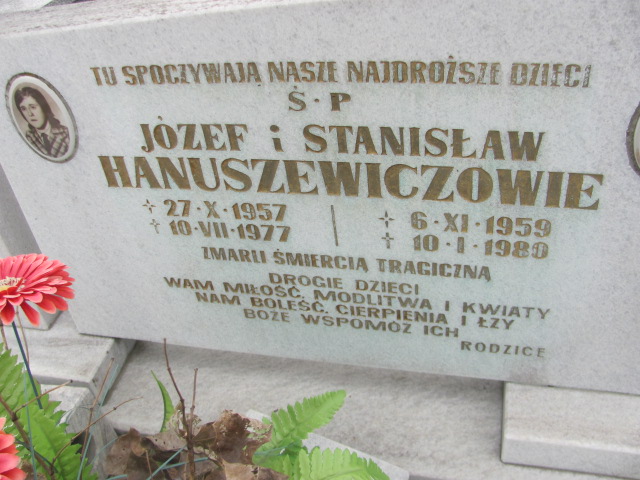 TU SPOCZYWAJĄ NASZE NAJDROŻSZE DZIECI
Ś·P
JÓZEF i STANISŁAW
HANUSZEWICZOWIE
27·X·1957
10·VII·1977
6·XI·1959
10·I·1980
ZMARLI ŚMIERCIĄ TRAGICZNĄ
DROGIE DZIECI
WAM MIŁOŚĆ, MODLITWA I KWIATY
NAM BOLEŚĆ, CIERPIENIA I ŁZY
BOŻE WSPOMÓŻ ICH
RODZICE